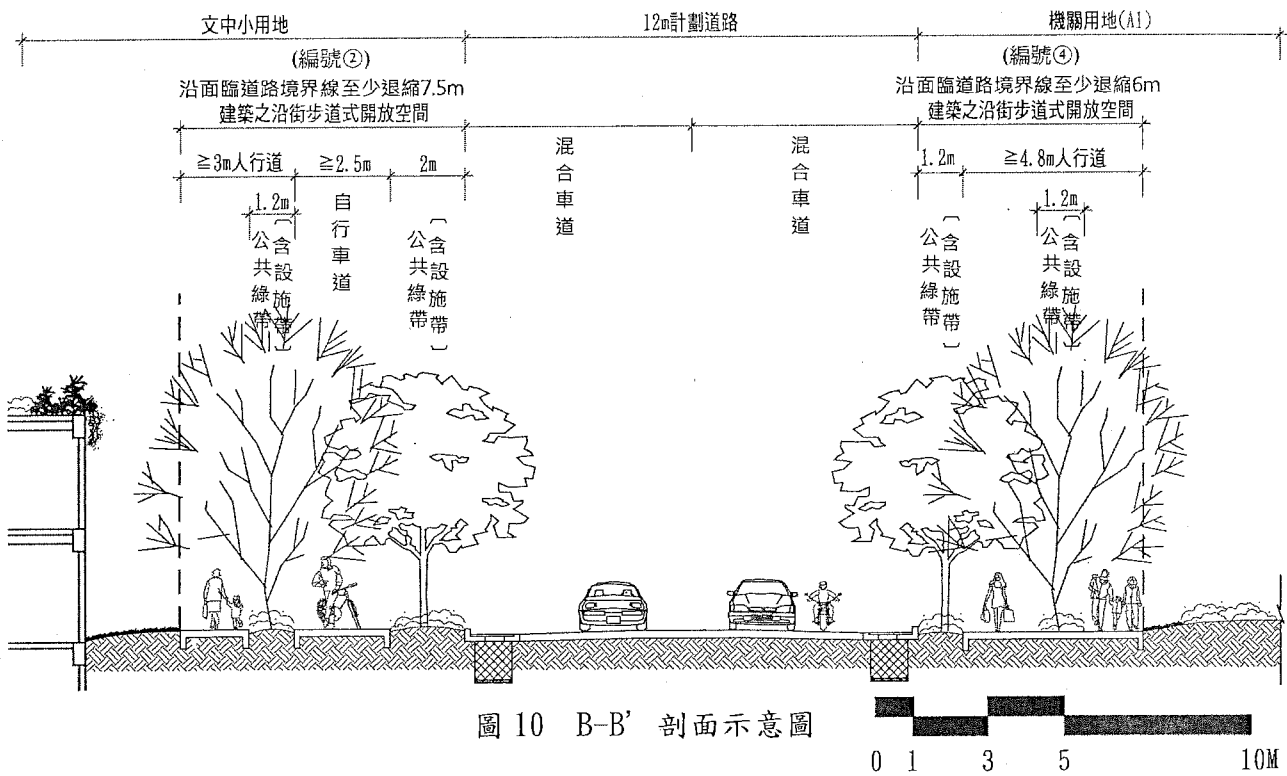 文中小用地
12m計劃道路
機關用地(A1)
(編號②)
沿面臨道路境界線至少退縮7.5m
建築之沿街步道式開放空間
(編號④)
沿面臨道路境界線至少退縮6m
建築之沿街步道式開放空間
≧3m人行道
≧2.5m
2m
混合車道
混合車道
1.2m
≧4.8m人行道
1.2m
公共綠帶
〔含設施帶〕
自行車道
公共綠帶
〔含設施帶〕
公共綠帶
〔含設施帶〕
1.2m
公共綠帶
〔含設施帶〕
圖 10 B-B' 剖面示意圖
0 1 3 5 10M